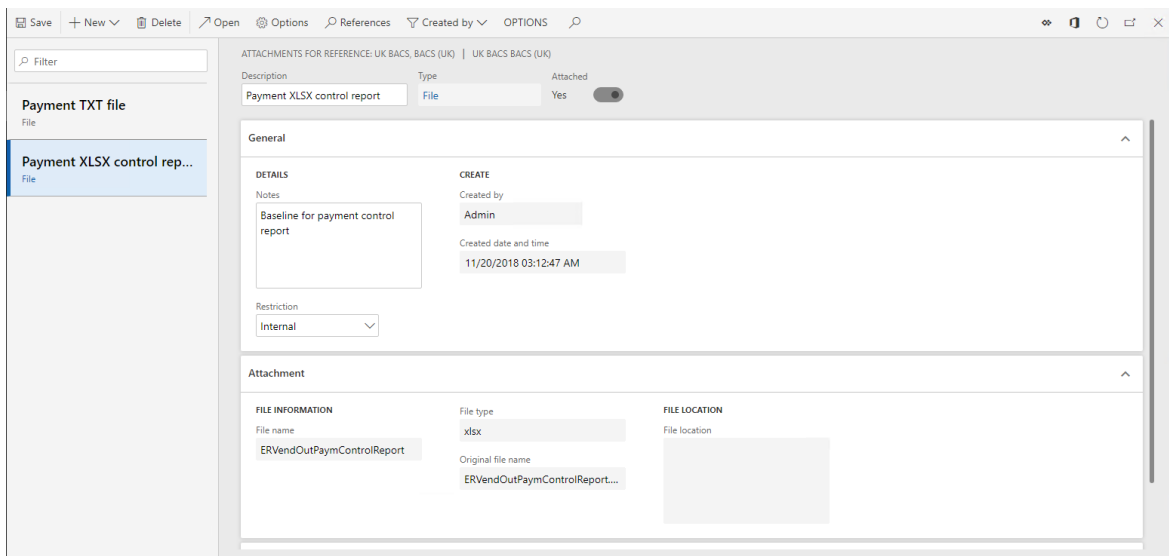 Save New Delete Open Options References Created by OPTIONS
Filter
Payment TXT file
File
Payment XLSX control rep...
File
ATTACHMENTS FOR REFERENCE: UK BACS, BACS (UK) | UK BACS BACS (UK)
Description Type Attached
Payment XLSX control report File Yes
General
DETAILS CREATE
Notes Created by
Baseline for payment control
report
Admin
Created date and time
11/20/2018 03:12:47 AM
Restriction
Internal
Attachment
FILE INFORMATION File type FILE LOCATION
File name xlsx File location
ERVendOutPaymControlReport
Original file name
ERVendOutPaymControlReport....